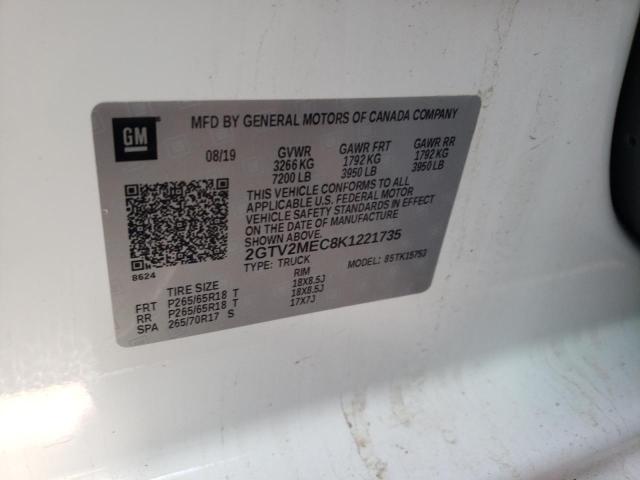 GM
MFD BY GENERAL MOTORS OF CANADA COMPANY
08/19 GVWR GAWR FRT GAWR RR
3266 KG 1792 KG 1792 KG
7200 LB 3950 LB 3950 LB
THIS VEHICLE CONFORMS TO ALL
APPLICABLE U.S. FEDERAL MOTOR
VEHICLE SAFETY STANDARDS IN EFFECT
ON THE DATE OF MANUFACTURE
SHOWN ABOVE.
2GTV2MEC8K1221735
TYPE: TRUCK MODEL: 85TK15753
8624
TIRE SIZE RIM
FRT P265/65R18 T 18X8.5J
RR P265/65R18 T 18X8.5J
SPA 265/70R17 S 17X7J